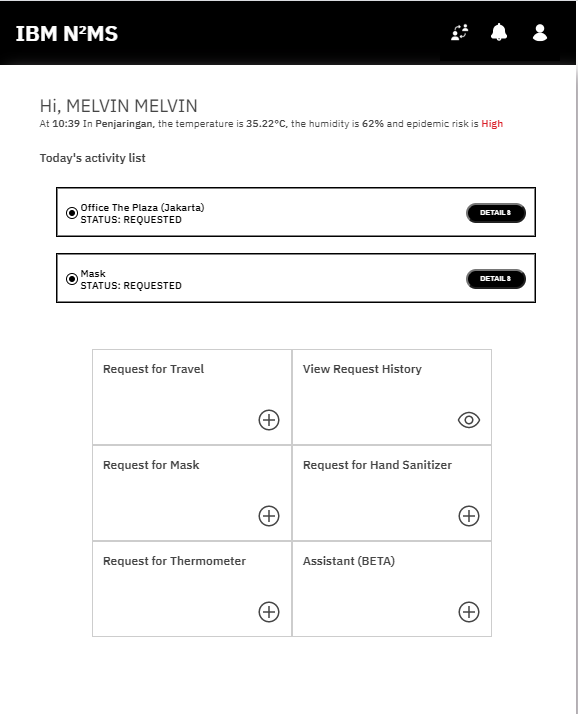 IBM N²MS
Hi, MELVIN MELVIN
At 10:39 In Penjaringan, the temperature is 35.22°C, the humidity is 62% and epidemic risk is High
Today's activity list
Office The Plaza (Jakarta)
STATUS: REQUESTED
DETAILS
Mask
STATUS: REQUESTED
DETAILS
Request for Travel
View Request History
Request for Mask
Request for Hand Sanitizer
Request for Thermometer
Assistant (BETA)